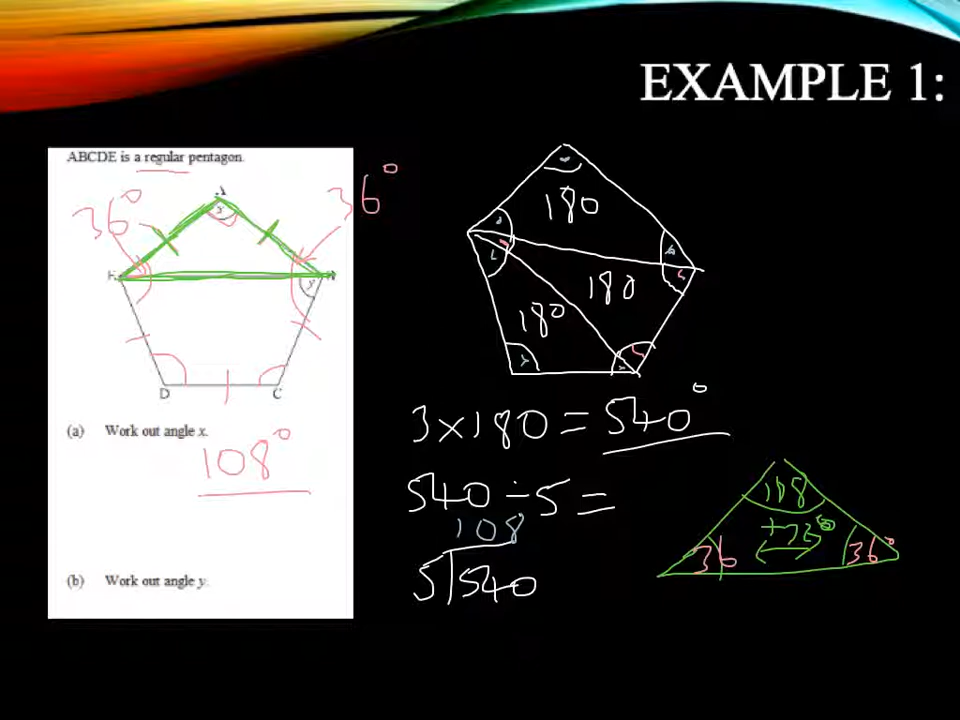 EXAMPLE 1:
ABCDE is a regular pentagon.
36°
36°
A
x
E
B
y
D
C
(a) Work out angle x.
108°
(b) Work out angle y.
180
180
180
3 × 180 = 540°
540 ÷ 5 =
108
5 540
108
36
36°